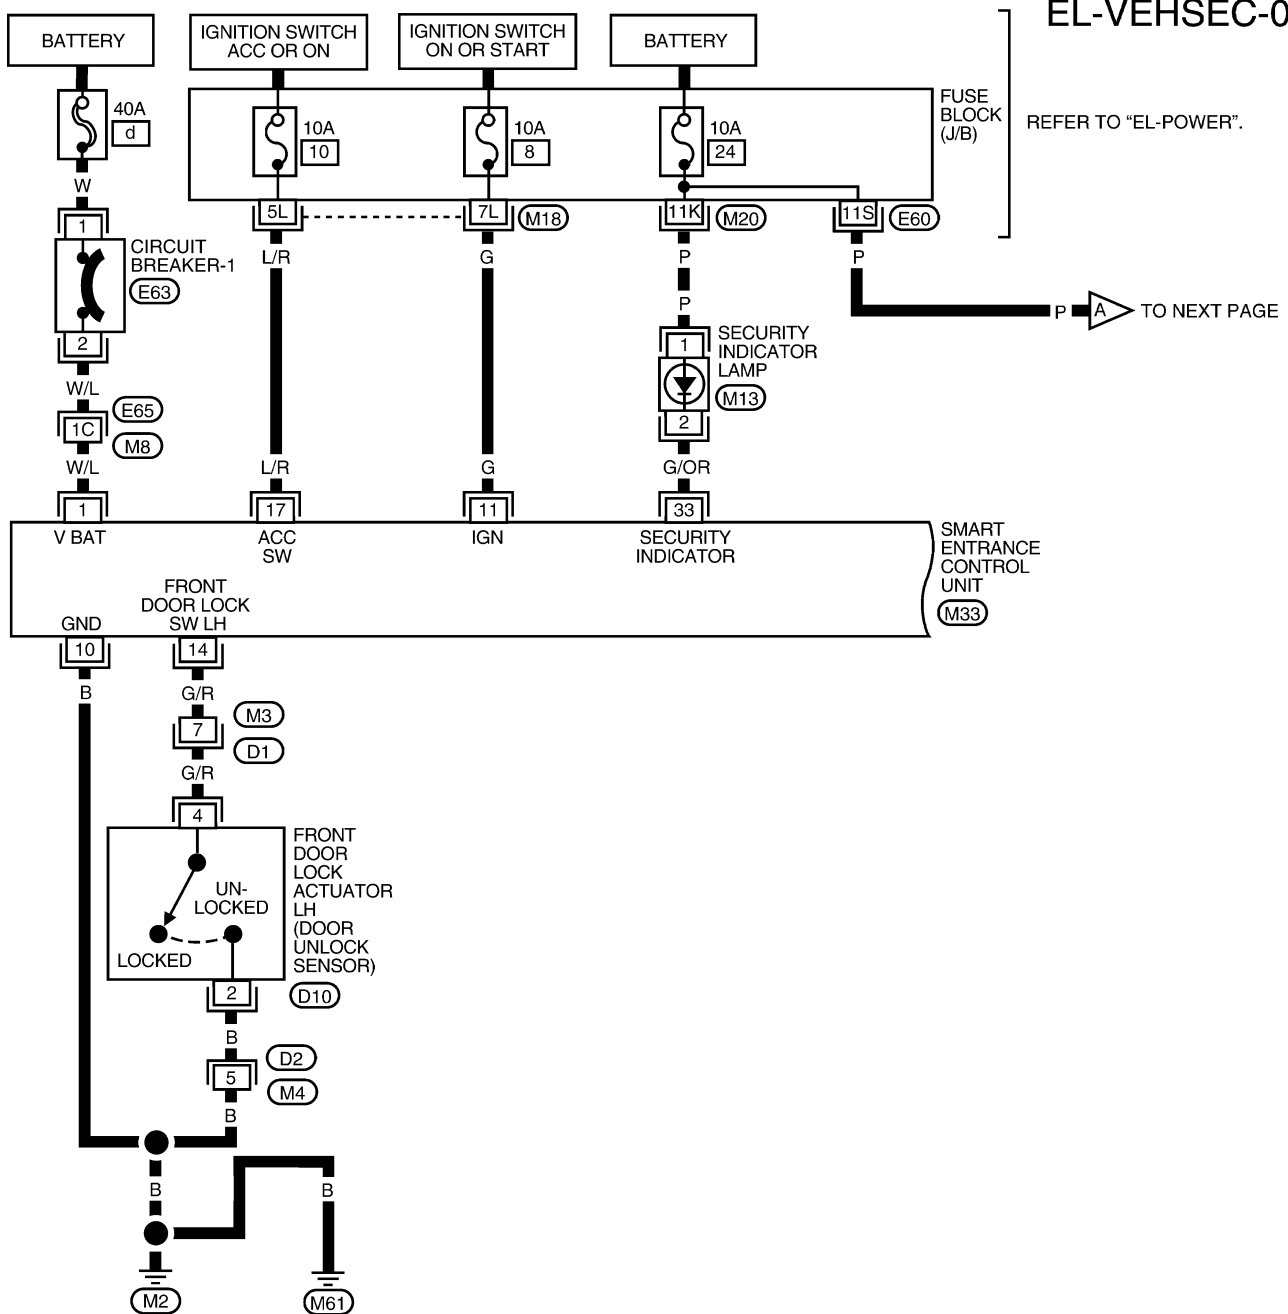 EL-VEHSEC-0
BATTERY
IGNITION SWITCH
ACC OR ON
IGNITION SWITCH
ON OR START
BATTERY
40A
d
10A
10
10A
8
10A
24
FUSE
BLOCK
(J/B)
REFER TO “EL-POWER”.
W
5L
7L
M18
11K
M20
11S
E60
1
CIRCUIT
BREAKER-1
E63
L/R
G
P
P
2
P
P
A
TO NEXT PAGE
1
SECURITY
INDICATOR
LAMP
M13
2
W/L
E65
1C
M8
W/L
L/R
G
G/OR
1
17
11
33
V BAT
ACC
SW
IGN
SECURITY
INDICATOR
SMART
ENTRANCE
CONTROL
UNIT
M33
FRONT
DOOR LOCK
SW LH
GND
10
14
B
G/R
M3
7
D1
G/R
4
FRONT
DOOR
LOCK
ACTUATOR
LH
(DOOR
UNLOCK
SENSOR)
UN-
LOCKED
LOCKED
2
D10
B
D2
5
M4
B
B
B
M2
M61